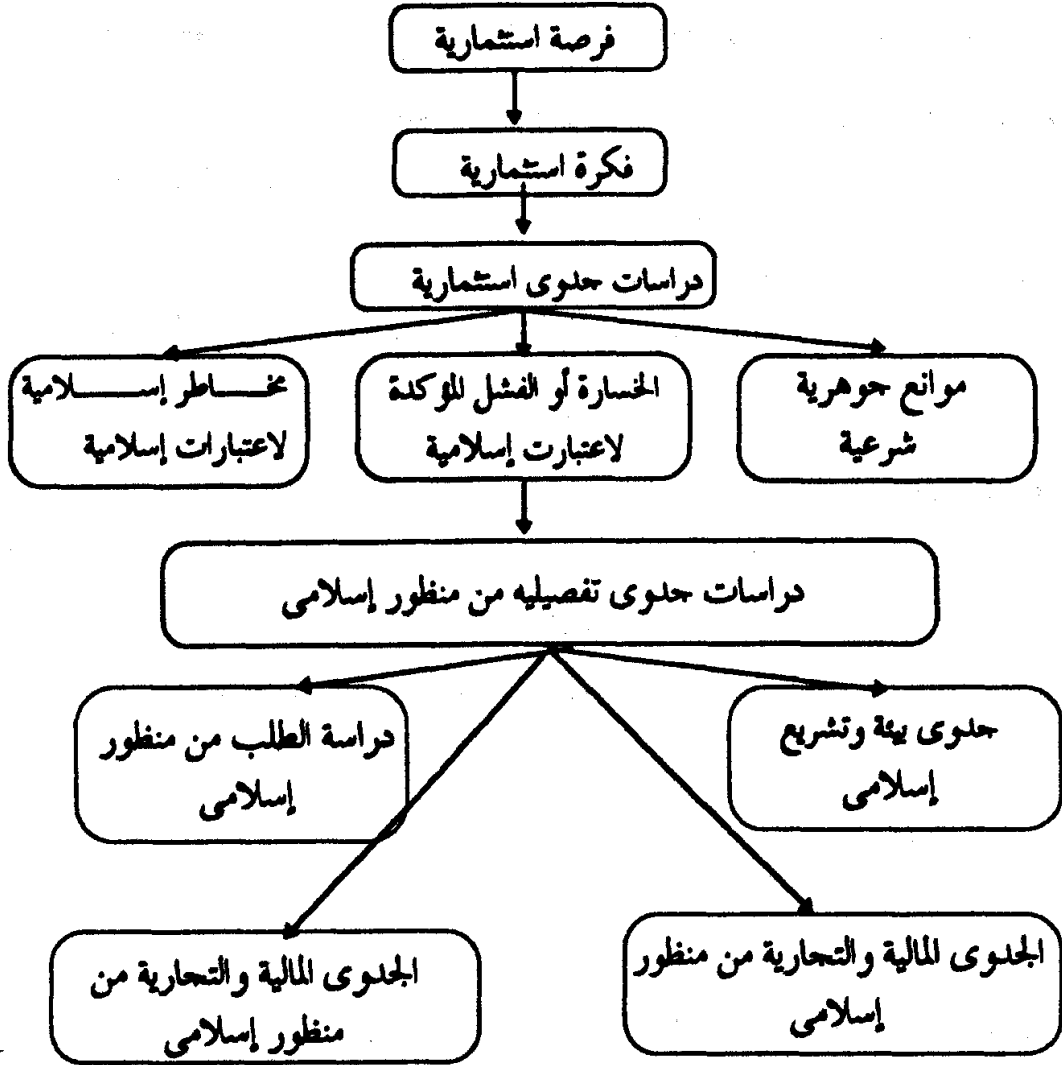 فرصة استثمارية
فكرة استثمارية
دراسات جدوى استثمارية
موانع جوهرية
شرعية
الخسارة أو الفشل المؤكدة
لاعتبارت إسلامية
مخـــاطر إســـــلامية
لاعتبارات إسلامية
دراسات جدوى تفصيليه من منظور إسلامى
جدوى بيئة وتشريع
إسلامى
دراسة الطلب من منظور
إسلامى
الجدوى المالية والتجارية من منظور
إسلامى
الجدوى المالية والتجارية من
منظور إسلامى